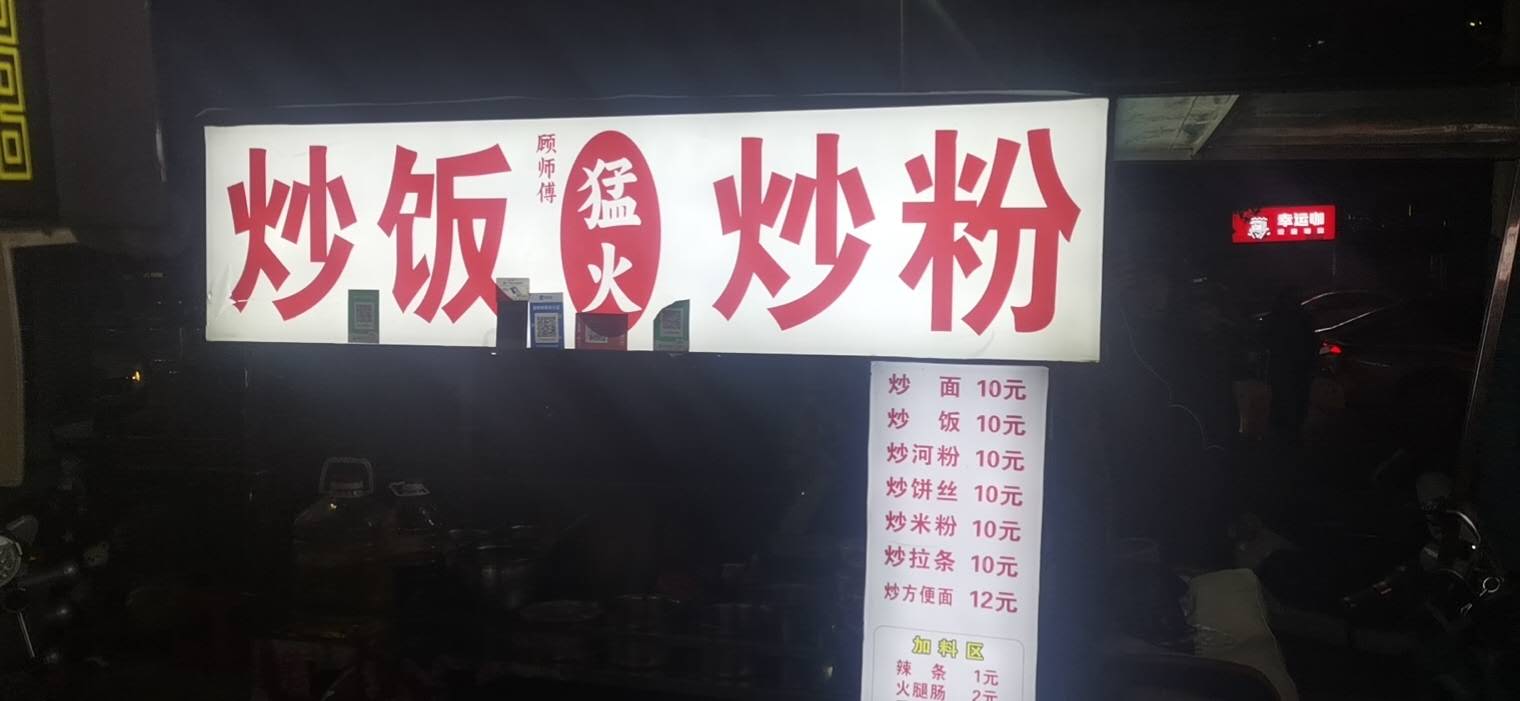 炒饭 顾师傅 猛火 炒粉
幸运咖
炒面 10元
炒饭 10元
炒河粉 10元
炒饼丝 10元
炒米粉 10元
炒拉条 10元
炒方便面 12元
加料区
辣条 1元
火腿肠 2元